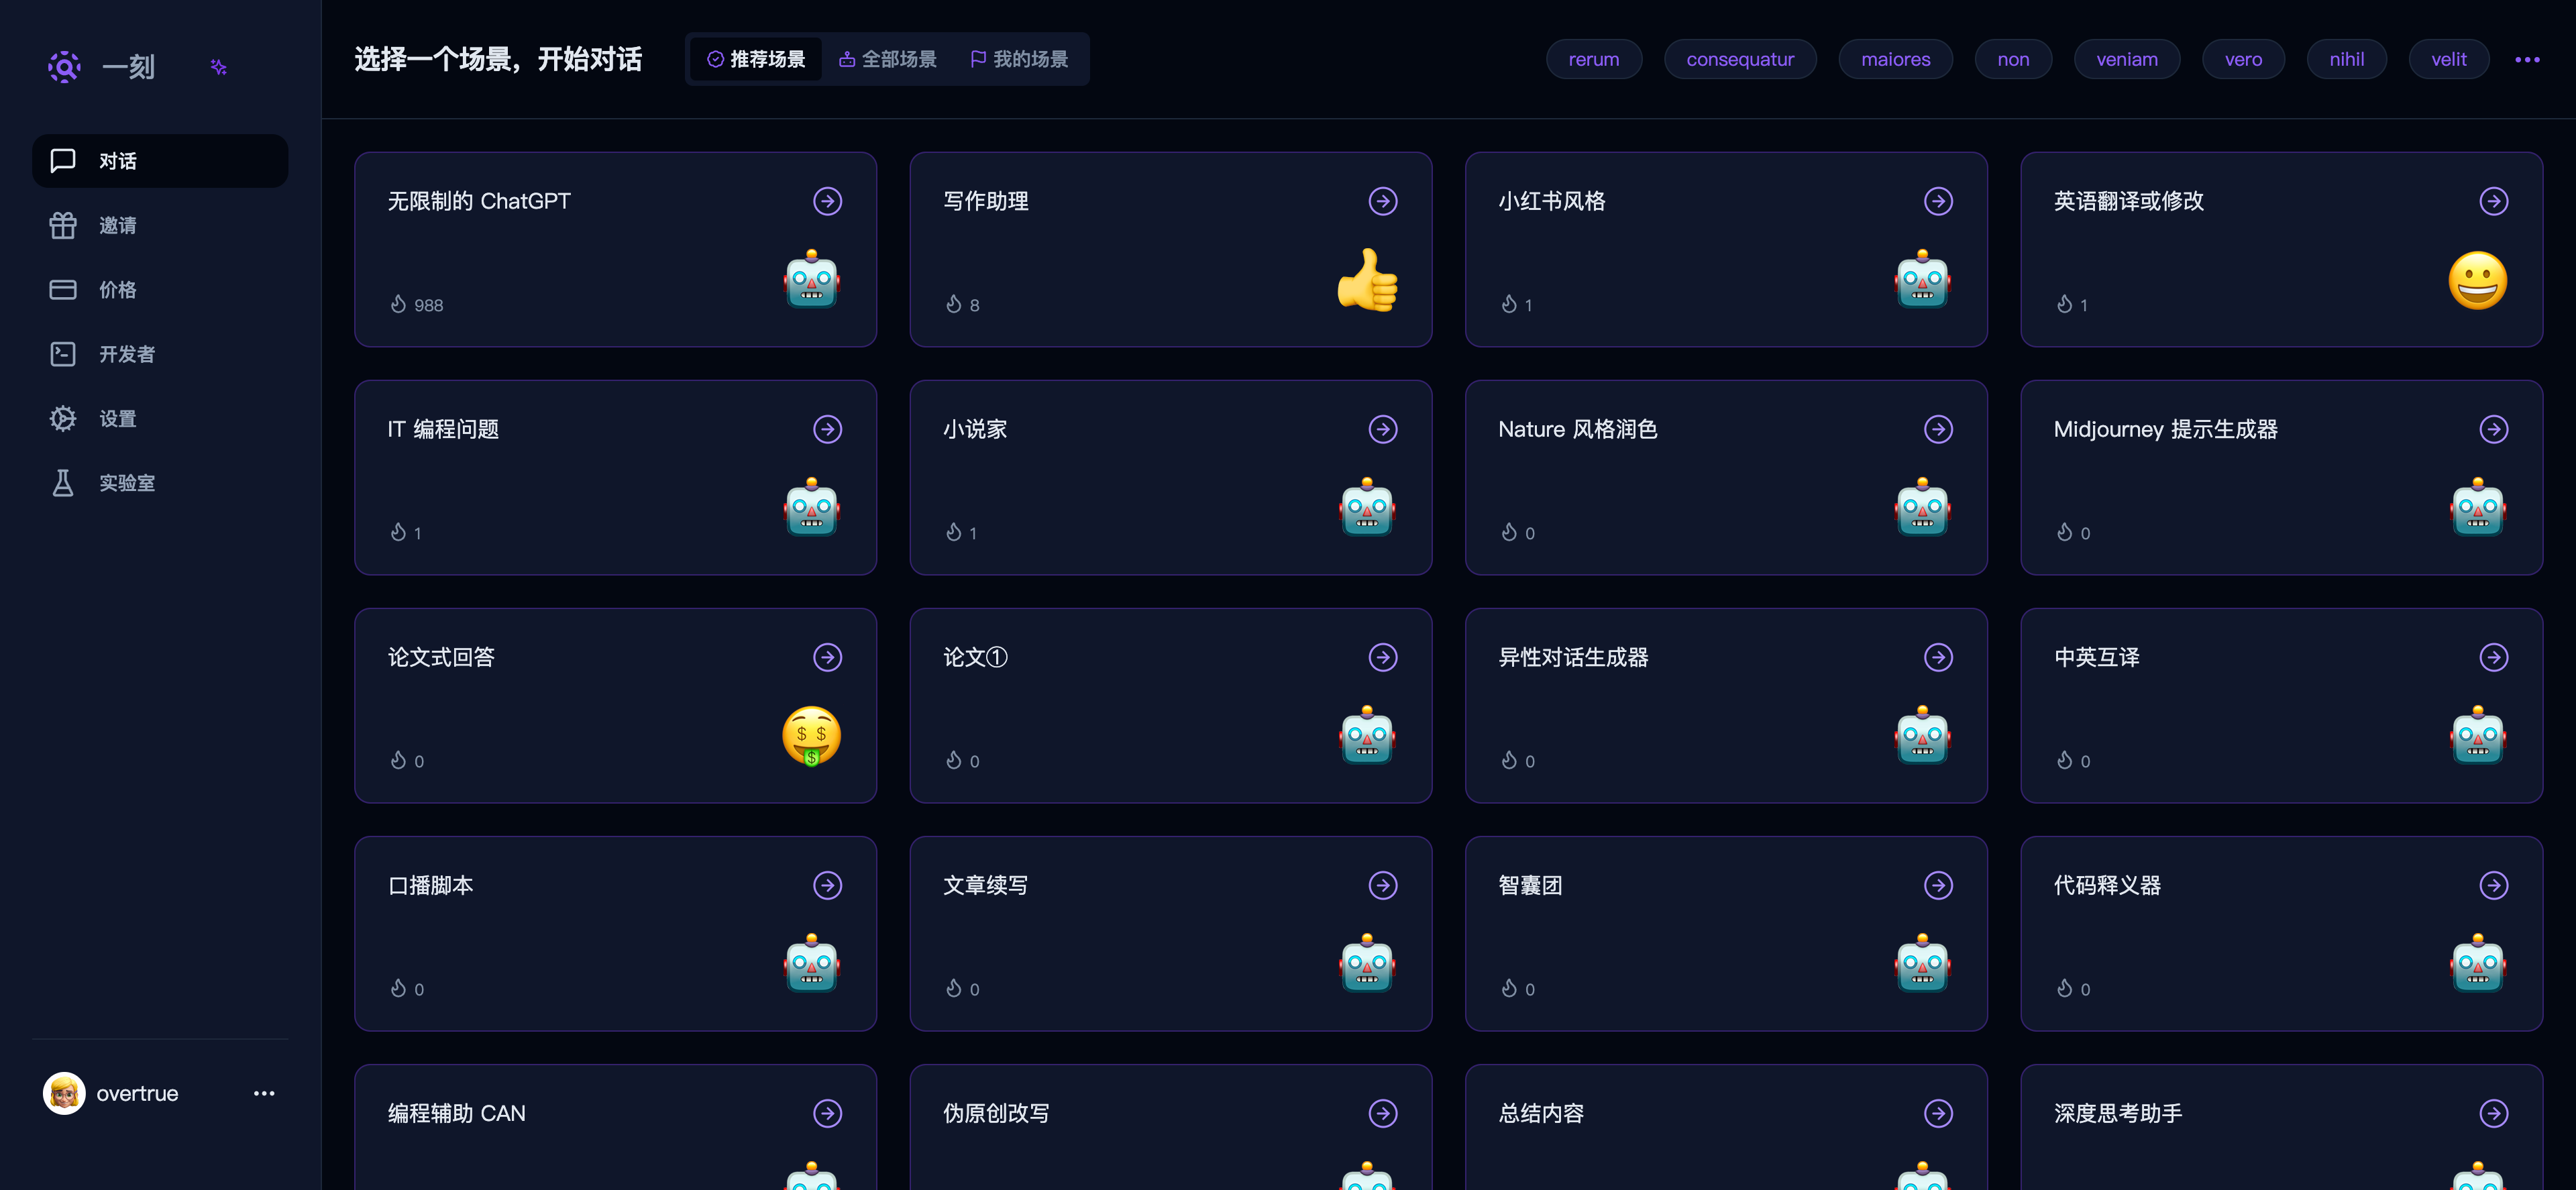 一刻
对话
邀请
价格
开发者
设置
实验室
overtrue
选择一个场景，开始对话
推荐场景 全部场景 我的场景
rerum consequatur maiores non veniam vero nihil velit
无限制的 ChatGPT
988
写作助理
8
小红书风格
1
英语翻译或修改
1
IT 编程问题
1
小说家
1
Nature 风格润色
0
Midjourney 提示生成器
0
论文式回答
0
论文①
0
异性对话生成器
0
中英互译
0
口播脚本
0
文章续写
0
智囊团
0
代码释义器
0
编程辅助 CAN
伪原创改写
总结内容
深度思考助手